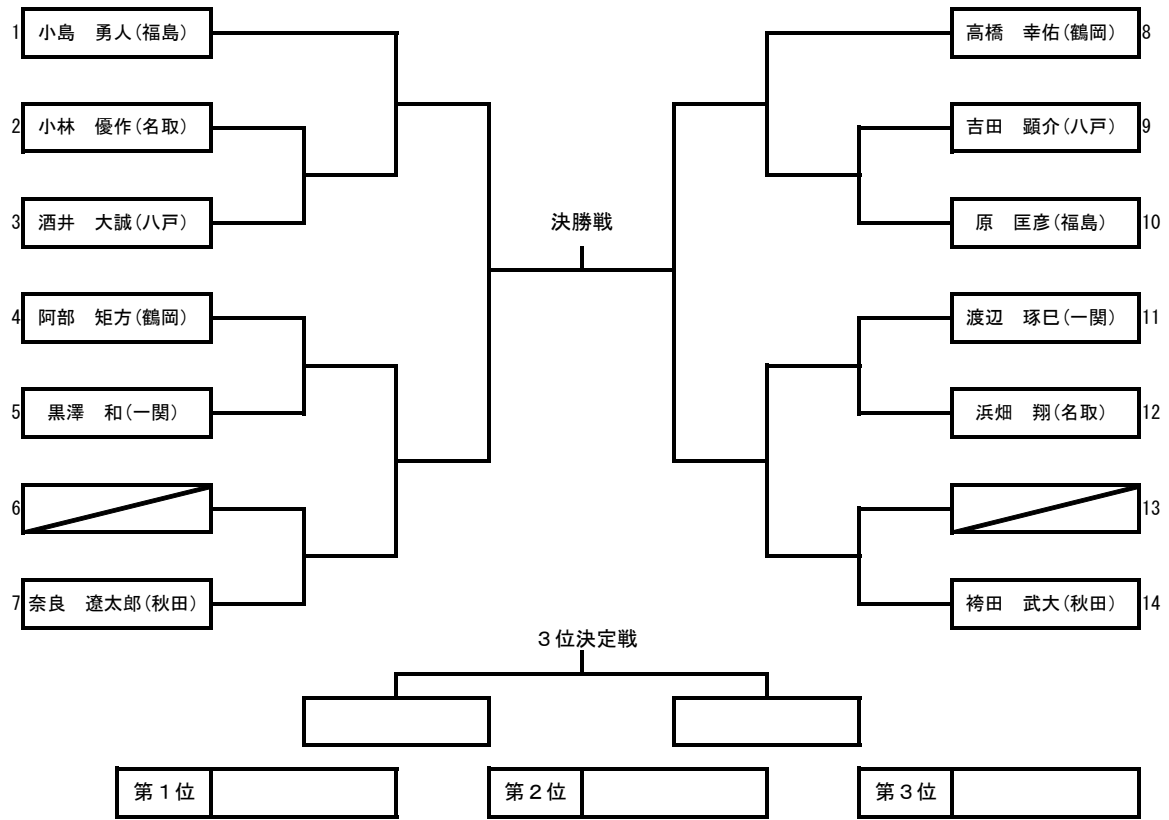 1 小島　勇人(福島)
2 小林　優作(名取)
3 酒井　大誠(八戸)
4 阿部　矩方(鶴岡)
5 黒澤　和(一関)
6
7 奈良　遼太郎(秋田)
決勝戦
高橋　幸佑(鶴岡) 8
吉田　顕介(八戸) 9
原　匡彦(福島) 10
渡辺　琢巳(一関) 11
浜畑　翔(名取) 12
13
袴田　武大(秋田) 14
３位決定戦
第１位
第２位
第３位